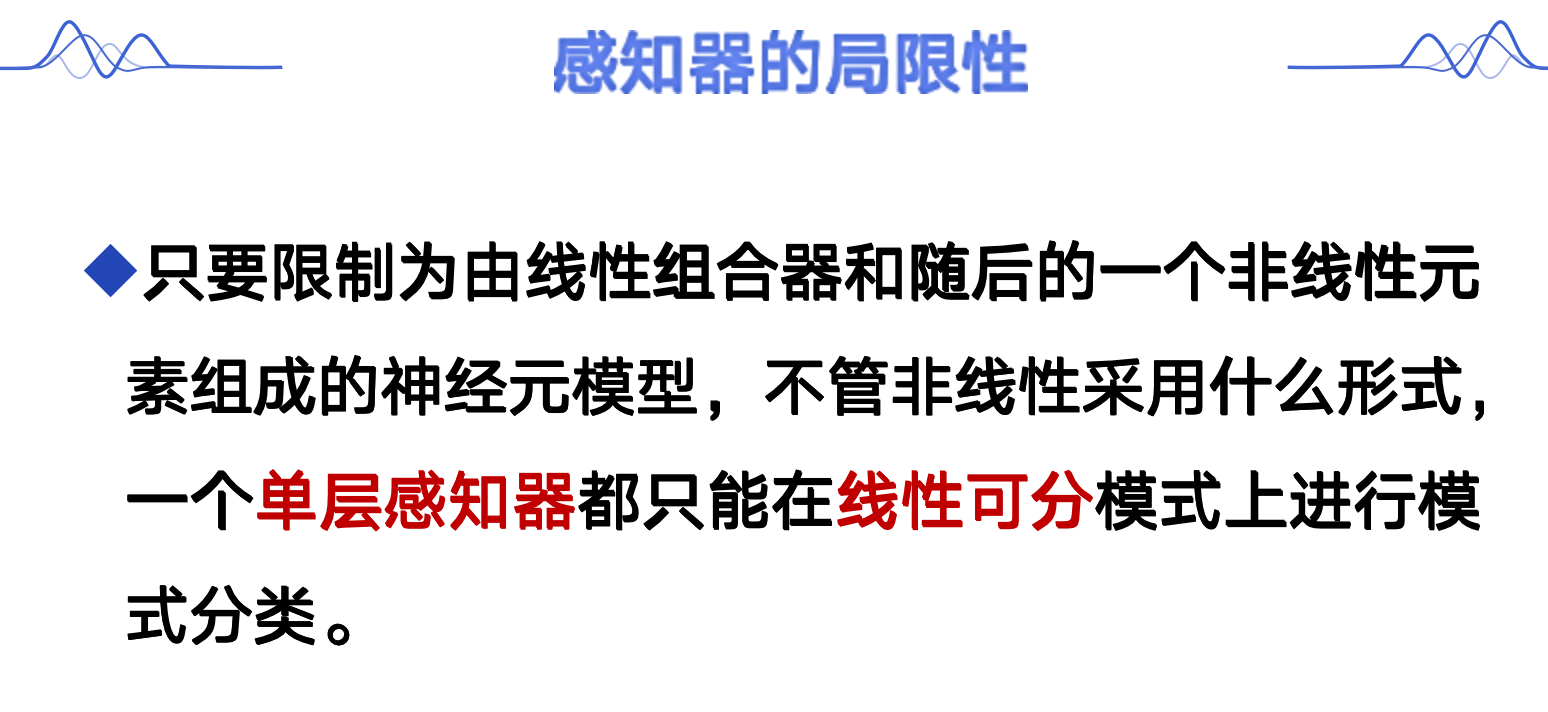 感知器的局限性
◆只要限制为由线性组合器和随后的一个非线性元
素组成的神经元模型，不管非线性采用什么形式，
一个单层感知器都只能在线性可分模式上进行模
式分类。